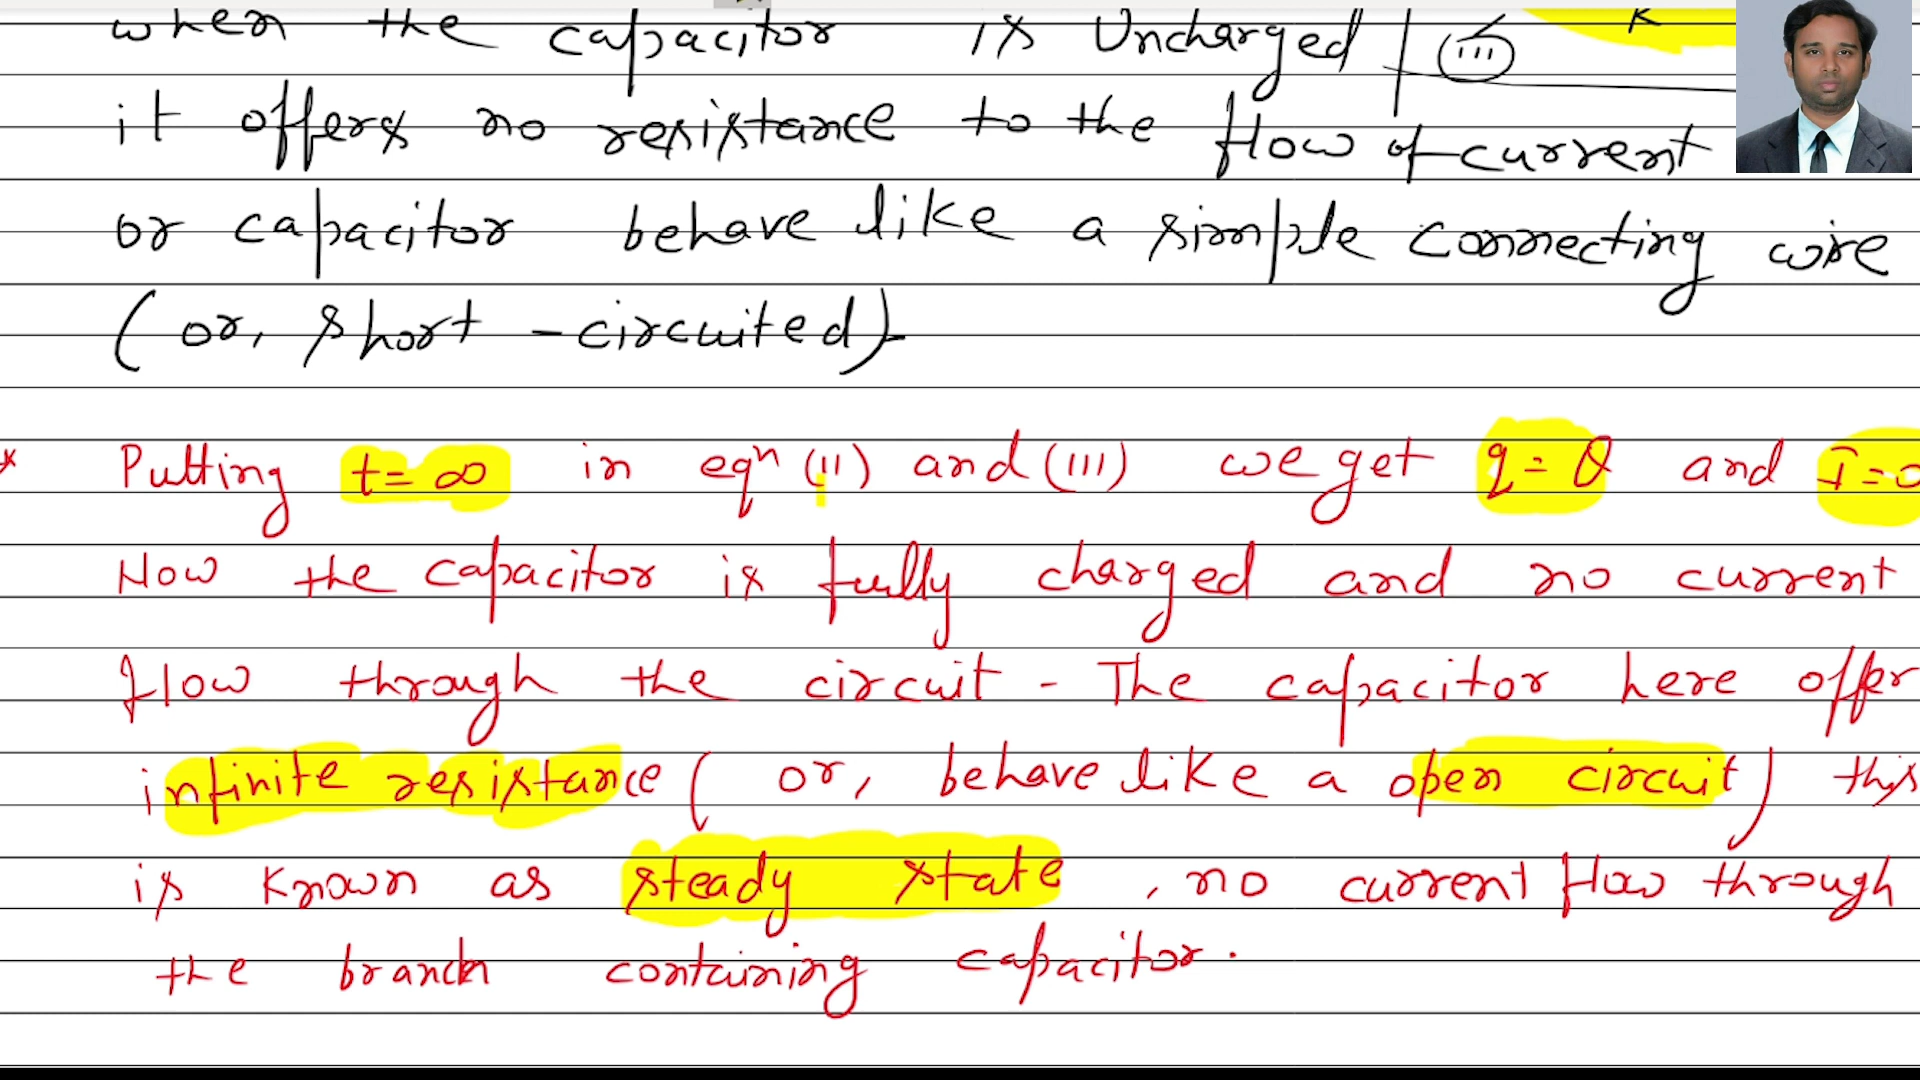 when the capacitor is Uncharged (iii) R
it offers no resistance to the flow of current
or capacitor behave like a simple connecting wire
(or, short-circuited)
* Putting t=∞ in eqⁿ (ii) and (iii) we get q=Q and I=0
Now the capacitor is fully charged and no current
flow through the circuit - The capacitor here offer
infinite resistance (or, behave like a open circuit) this
is known as steady state, no current flow through
the branch containing capacitor.